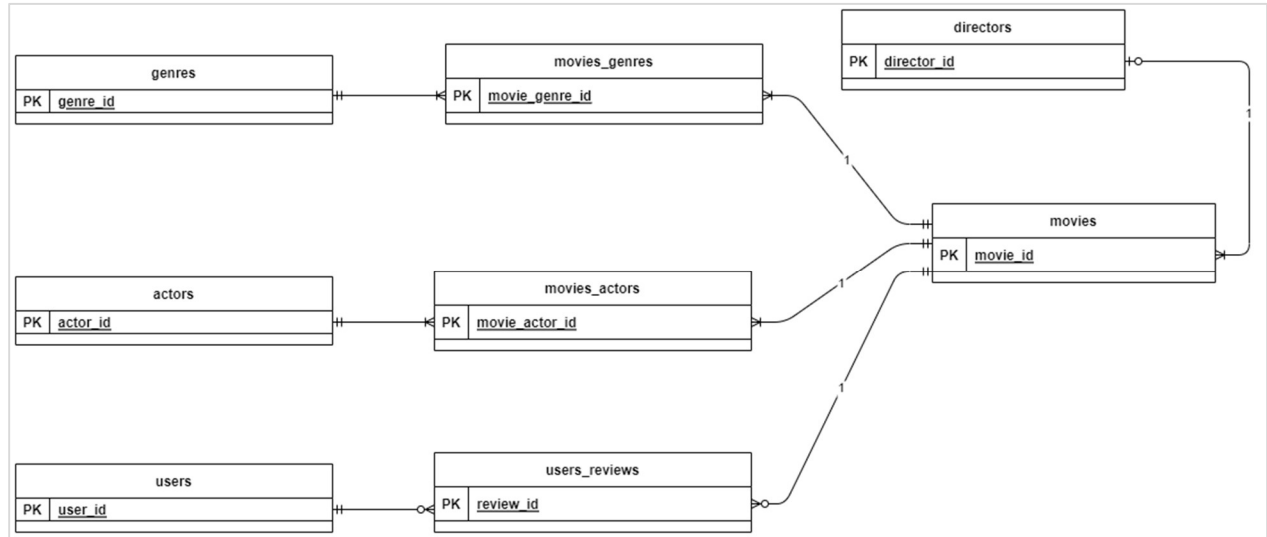 directors
PK director_id
genres
PK genre_id
movies_genres
PK movie_genre_id
1
1
movies
PK movie_id
actors
PK actor_id
movies_actors
PK movie_actor_id
1
users
PK user_id
users_reviews
PK review_id
1